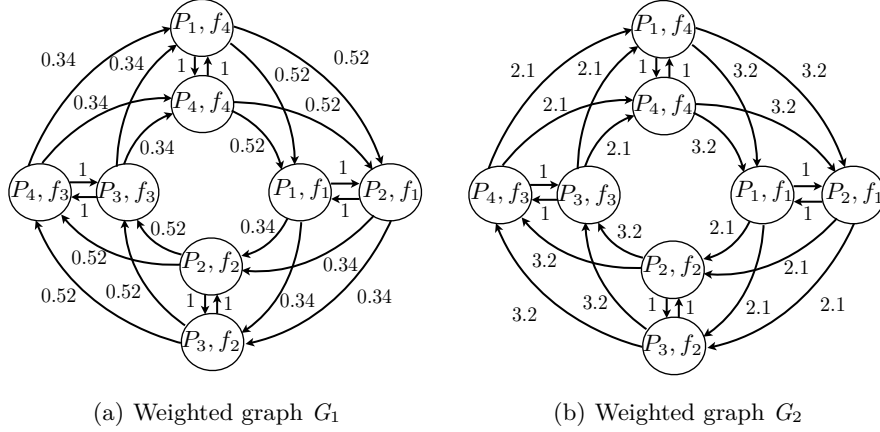 P₁, f₄
0.34 0.34 1 1 0.52 0.52
P₄, f₄
0.34 0.52
0.34 0.52
1 1
P₄, f₃ P₃, f₃ P₁, f₁ P₂, f₁
1 1
0.52 0.34
P₂, f₂
0.52 0.34
0.52 0.52 1 1 0.34 0.34
P₃, f₂
(a) Weighted graph G₁
P₁, f₄
2.1 2.1 1 1 3.2 3.2
P₄, f₄
2.1 3.2
2.1 3.2
1 1
P₄, f₃ P₃, f₃ P₁, f₁ P₂, f₁
1 1
3.2 2.1
P₂, f₂
3.2 2.1
3.2 3.2 1 1 2.1 2.1
P₃, f₂
(b) Weighted graph G₂